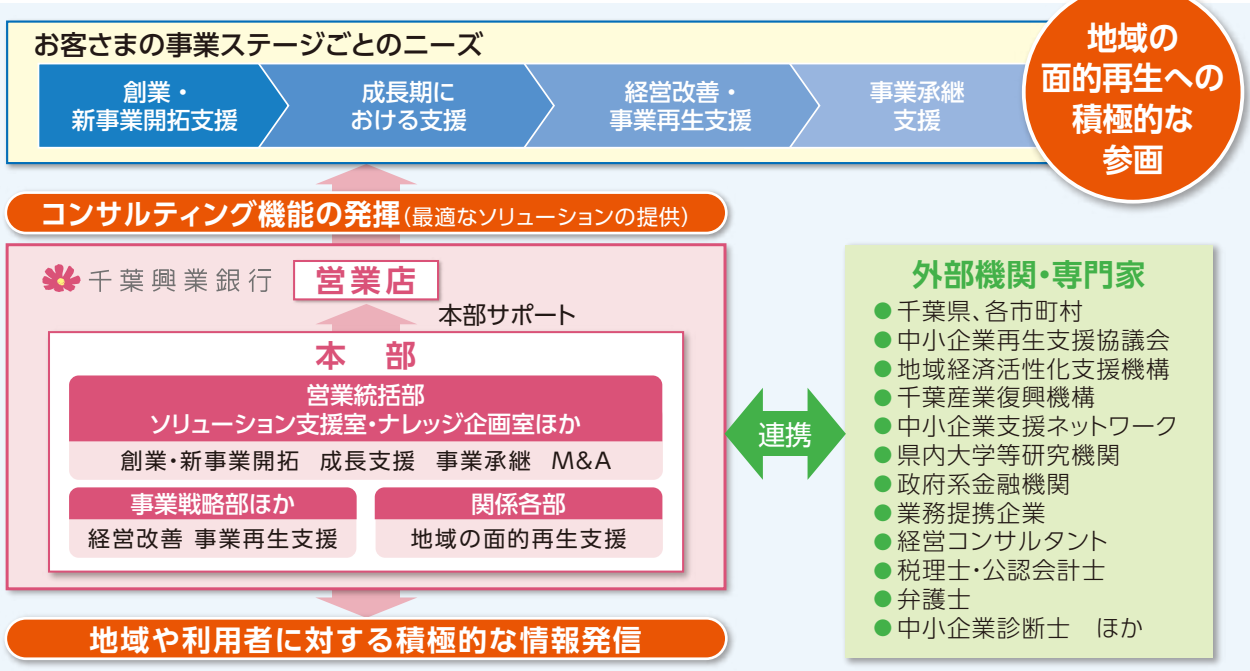 お客さまの事業ステージごとのニーズ
創業・
新事業開拓支援
成長期に
おける支援
経営改善・
事業再生支援
事業承継
支援
地域の
面的再生への
積極的な
参画
コンサルティング機能の発揮(最適なソリューションの提供)
千葉興業銀行 営業店
本部サポート
本 部
営業統括部
ソリューション支援室・ナレッジ企画室ほか
創業・新事業開拓 成長支援 事業承継 M&A
事業戦略部ほか
経営改善 事業再生支援
関係各部
地域の面的再生支援
連携
外部機関・専門家
●千葉県、各市町村
●中小企業再生支援協議会
●地域経済活性化支援機構
●千葉産業復興機構
●中小企業支援ネットワーク
●県内大学等研究機関
●政府系金融機関
●業務提携企業
●経営コンサルタント
●税理士・公認会計士
●弁護士
●中小企業診断士 ほか
地域や利用者に対する積極的な情報発信